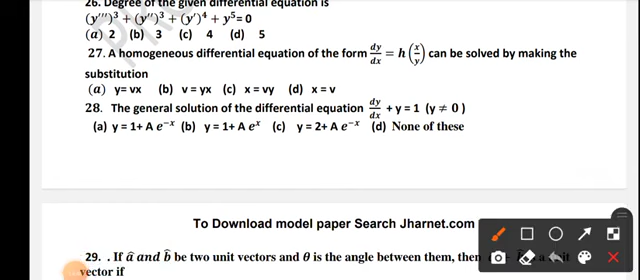 26. Degree of the given differential equation is
(y''')³ + (y'')³ + (y')⁴ + y⁵= 0
(a) 2 (b) 3 (c) 4 (d) 5
27. A homogeneous differential equation of the form dy/dx = h(x/y) can be solved by making the
substitution
(a) y= vx (b) v = yx (c) x = vy (d) x = v
28. The general solution of the differential equation dy/dx + y = 1 (y ≠ 0 )
(a) y = 1+ A e⁻ˣ (b) y = 1+ A eˣ (c) y = 2+ A e⁻ˣ (d) None of these
To Download model paper Search Jharnet.com
29. . If â and b̂ be two unit vectors and θ is the angle between them, then
vector if